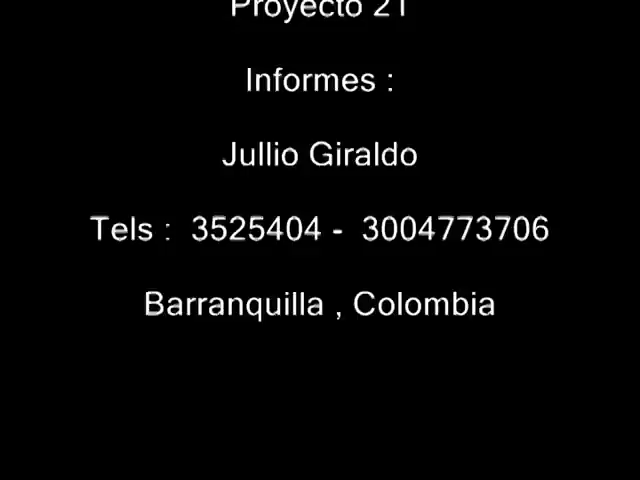 Proyecto 21
Informes :
Jullio Giraldo
Tels : 3525404 - 3004773706
Barranquilla , Colombia